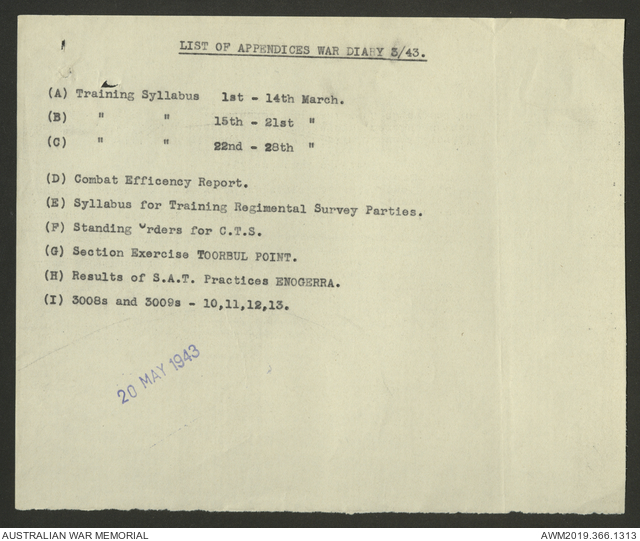 LIST OF APPENDICES WAR DIARY 3/43.
(A) Training Syllabus 1st - 14th March.
(B) " " 15th - 21st "
(C) " " 22nd - 28th "
(D) Combat Efficency Report.
(E) Syllabus for Training Regimental Survey Parties.
(F) Standing Orders for C.T.S.
(G) Section Exercise TOORBUL POINT.
(H) Results of S.A.T. Practices ENOGERRA.
(I) 3008s and 3009s - 10,11,12,13.
20 MAY 1943
AUSTRALIAN WAR MEMORIAL AWM2019.366.1313